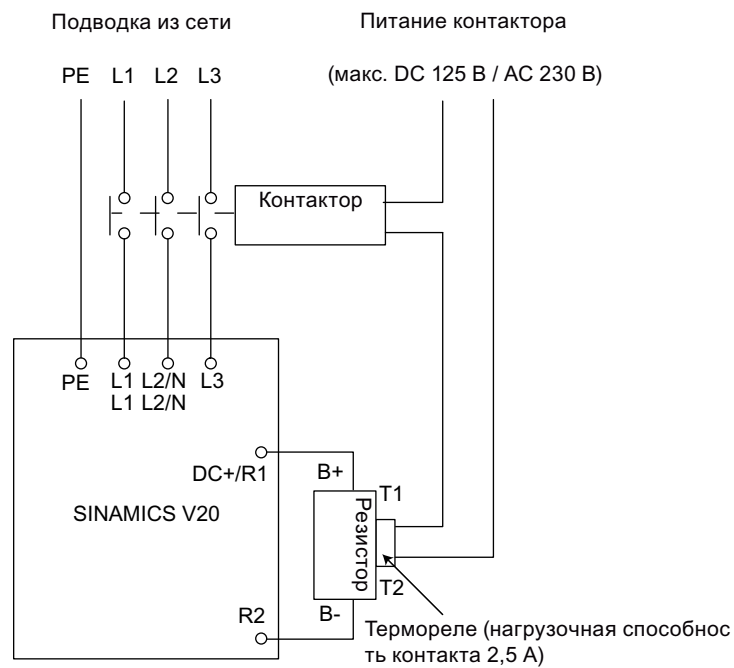 Подводка из сети
Питание контактора
PE L1 L2 L3
(макс. DC 125 В / AC 230 В)
Контактор
PE L1 L2/N L3
L1 L2/N
DC+/R1
B+
T1
SINAMICS V20
Резистор
T2
R2
B-
Термореле (нагрузочная способнос
ть контакта 2,5 А)